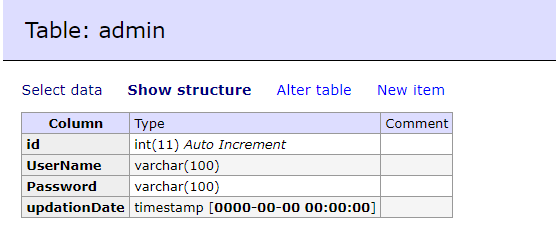 Table: admin
Select data Show structure Alter table New item
Column Type Comment
id int(11) Auto Increment
UserName varchar(100)
Password varchar(100)
updationDate timestamp [0000-00-00 00:00:00]